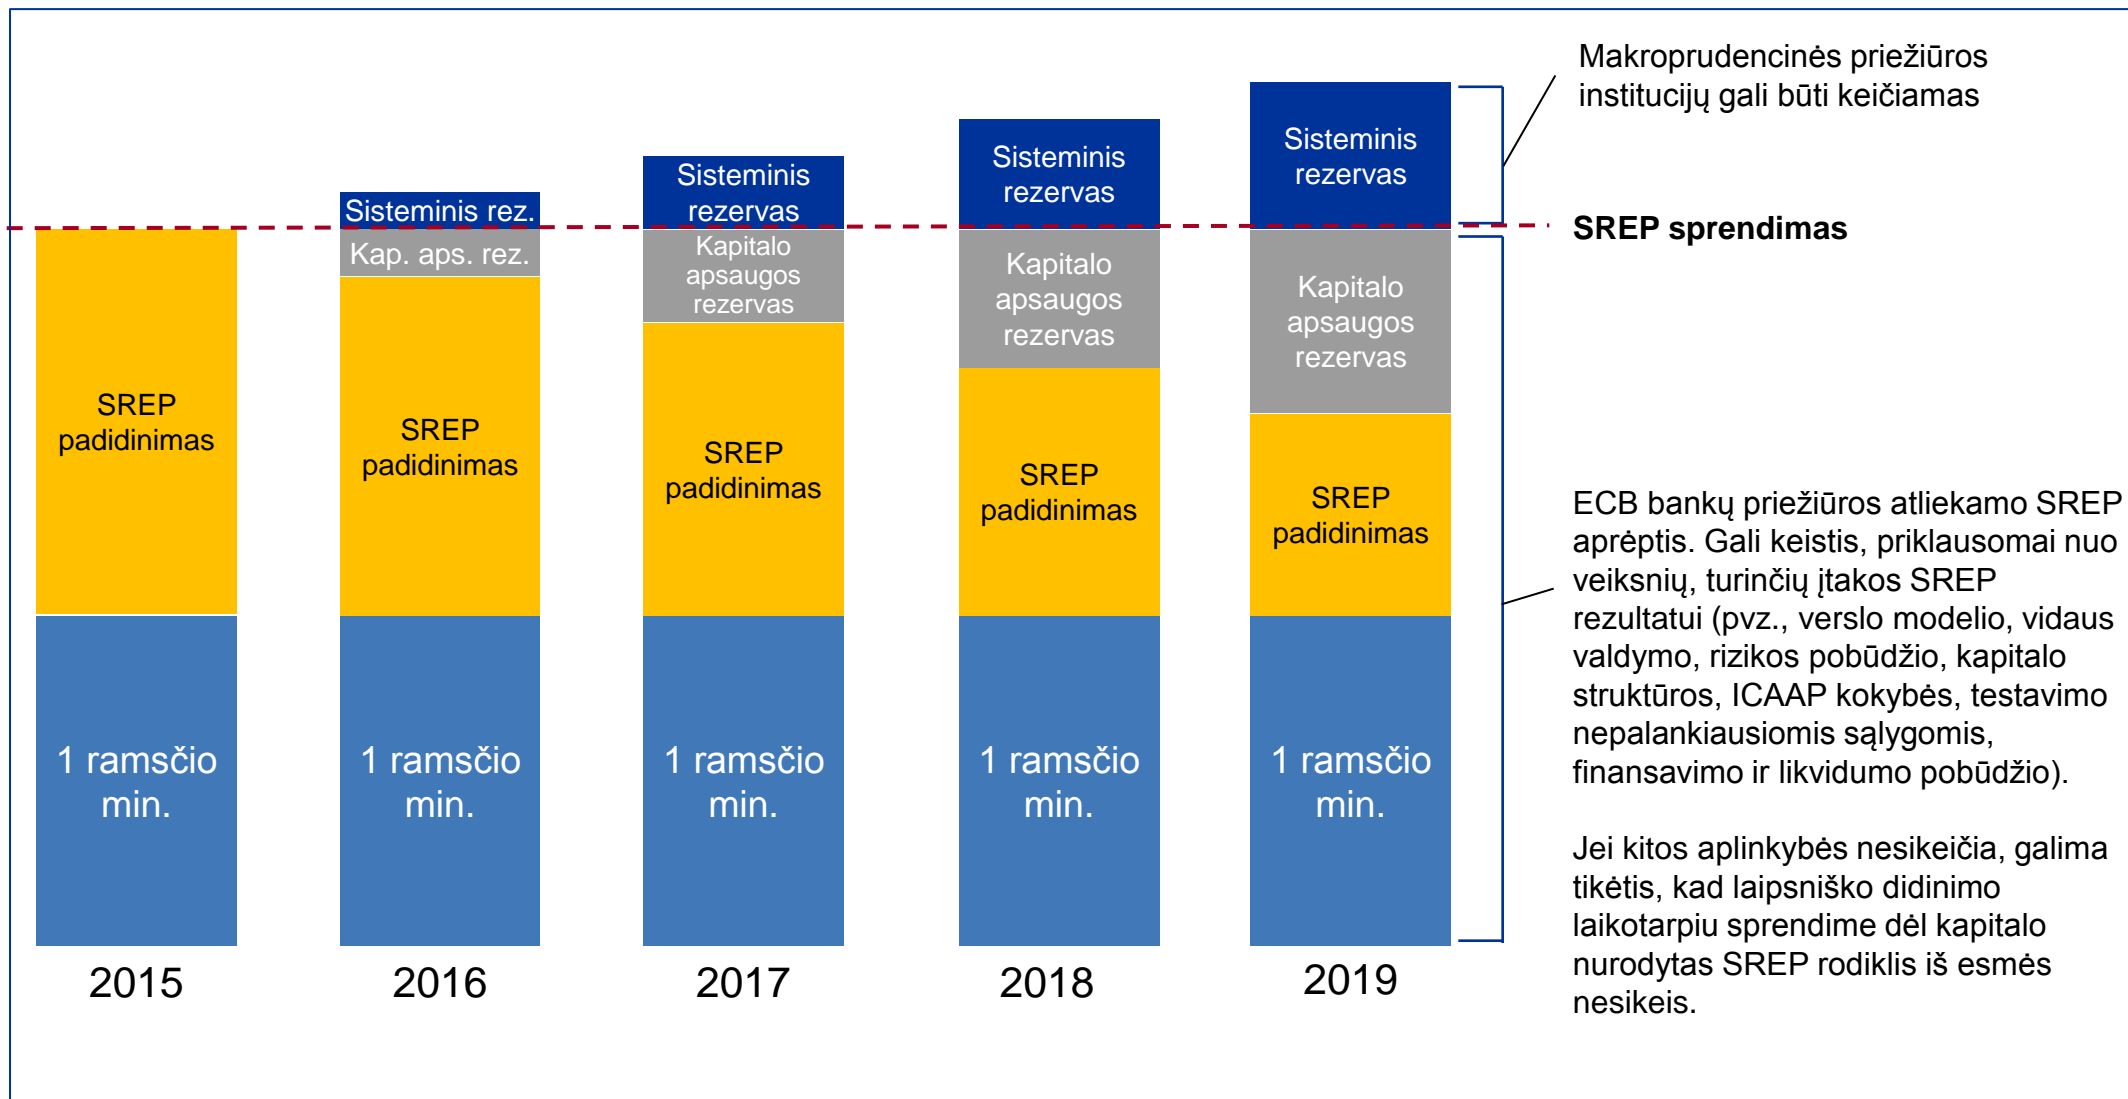 Makroprudencinės priežiūros
institucijų gali būti keičiamas
SREP sprendimas
ECB bankų priežiūros atliekamo SREP
aprėptis. Gali keistis, priklausomai nuo
veiksnių, turinčių įtakos SREP
rezultatui (pvz., verslo modelio, vidaus
valdymo, rizikos pobūdžio, kapitalo
struktūros, ICAAP kokybės, testavimo
nepalankiausiomis sąlygomis,
finansavimo ir likvidumo pobūdžio).
Jei kitos aplinkybės nesikeičia, galima
tikėtis, kad laipsniško didinimo
laikotarpiu sprendime dėl kapitalo
nurodytas SREP rodiklis iš esmės
nesikeis.
SREP
padidinimas
1 ramsčio
min.
2015
Sisteminis rez.
Kap. aps. rez.
SREP
padidinimas
1 ramsčio
min.
2016
Sisteminis
rezervas
Kapitalo
apsaugos
rezervas
SREP
padidinimas
1 ramsčio
min.
2017
Sisteminis
rezervas
Kapitalo
apsaugos
rezervas
SREP
padidinimas
1 ramsčio
min.
2018
Sisteminis
rezervas
Kapitalo
apsaugos
rezervas
SREP
padidinimas
1 ramsčio
min.
2019